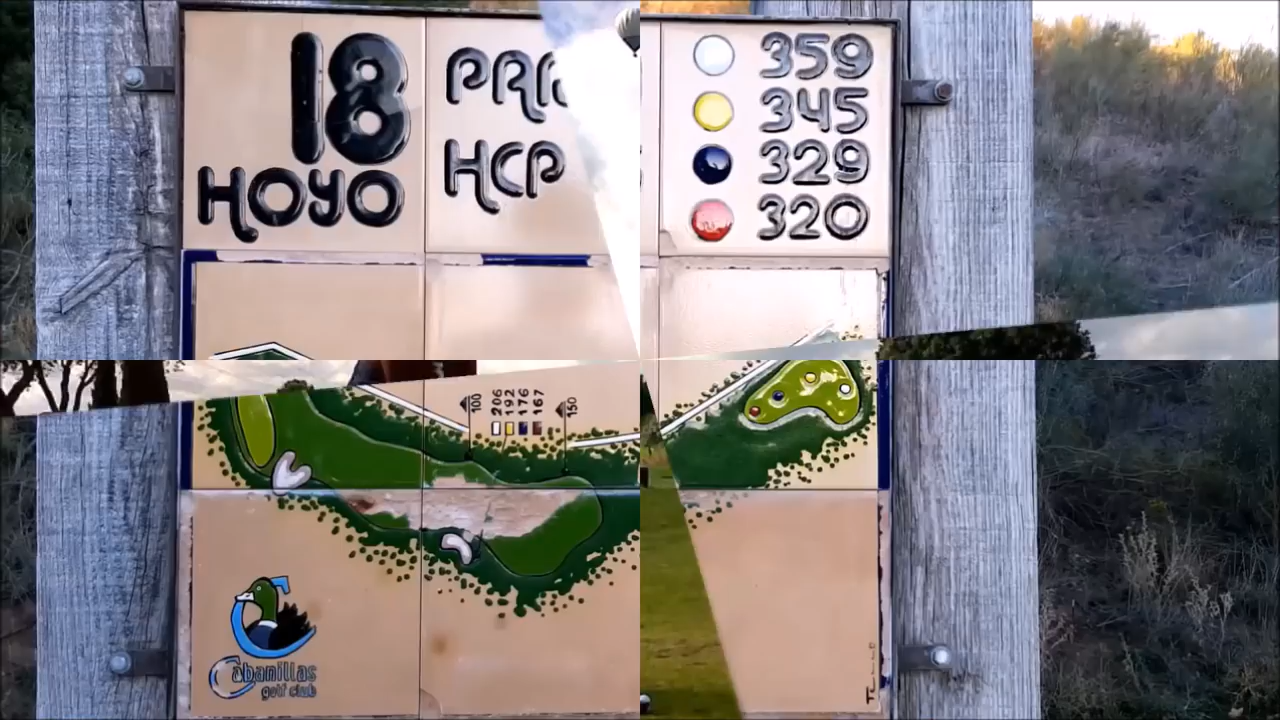 18
HOYO
HCP
359
345
329
320
100
206
192
176
167
150
Cabanillas
golf club